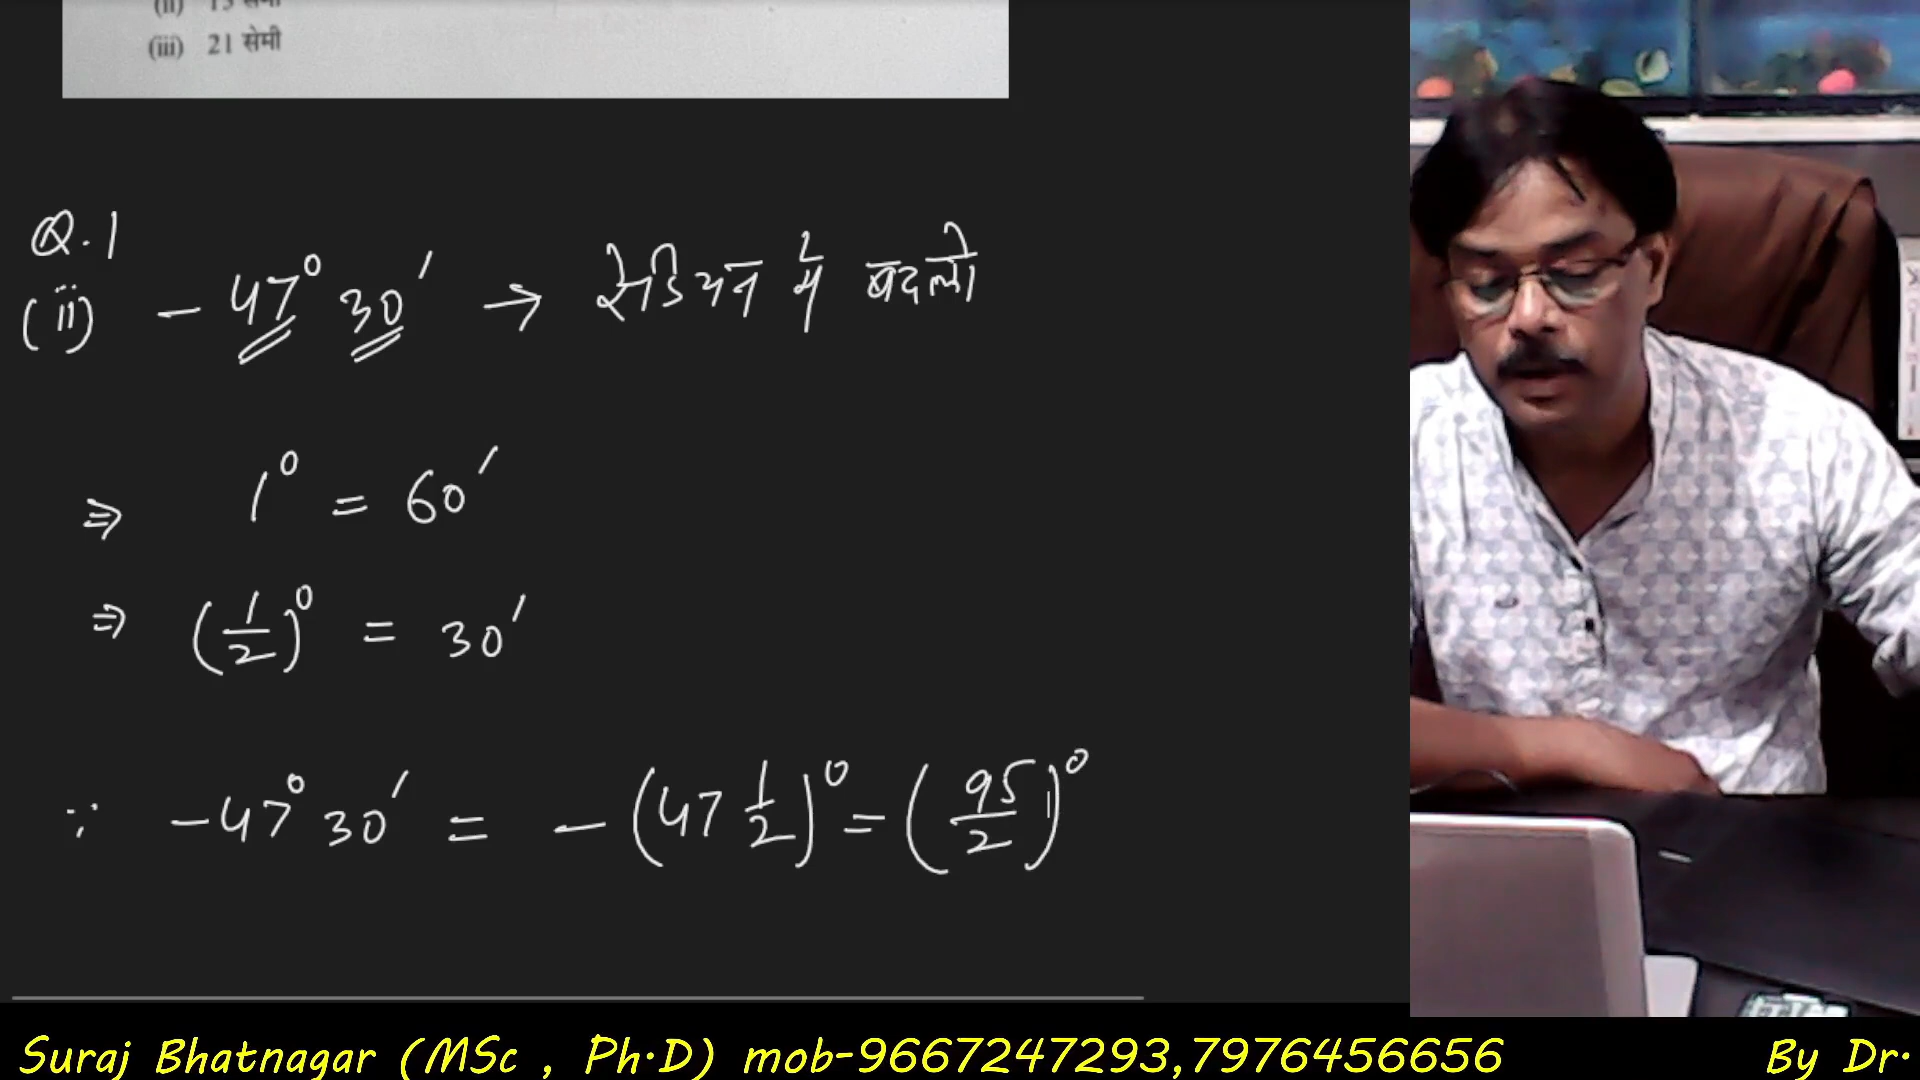 (iii) 21 सेमी
Q.1
(ii) -47° 30′ → रेडियन में बदलो
⇒ 1° = 60′
⇒ (1/2)° = 30′
∵ -47° 30′ = -(47 1/2)° = (95/2)°
Suraj Bhatnagar (MSc , Ph.D) mob-9667247293,7976456656 By Dr.